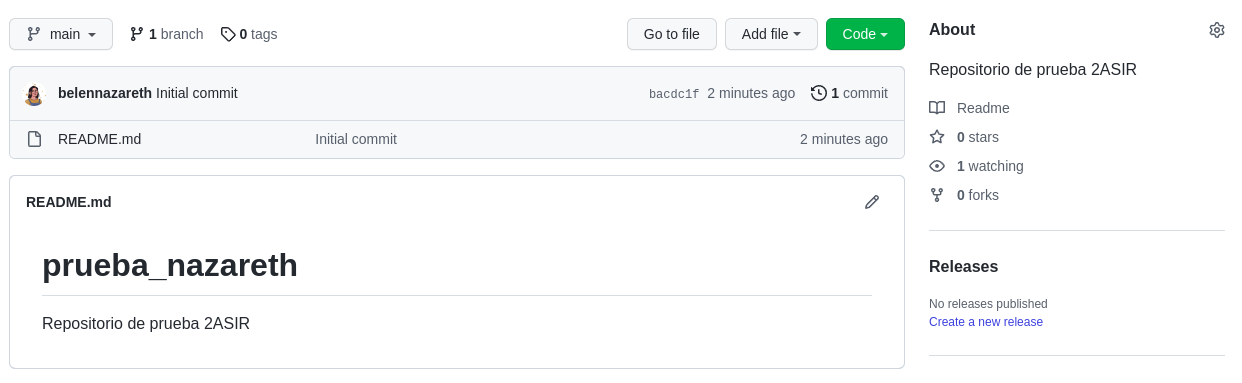 main 1 branch 0 tags Go to file Add file Code
belennazareth Initial commit bacdc1f 2 minutes ago 1 commit
README.md Initial commit 2 minutes ago
README.md
prueba_nazareth
Repositorio de prueba 2ASIR
About
Repositorio de prueba 2ASIR
Readme
0 stars
1 watching
0 forks
Releases
No releases published
Create a new release